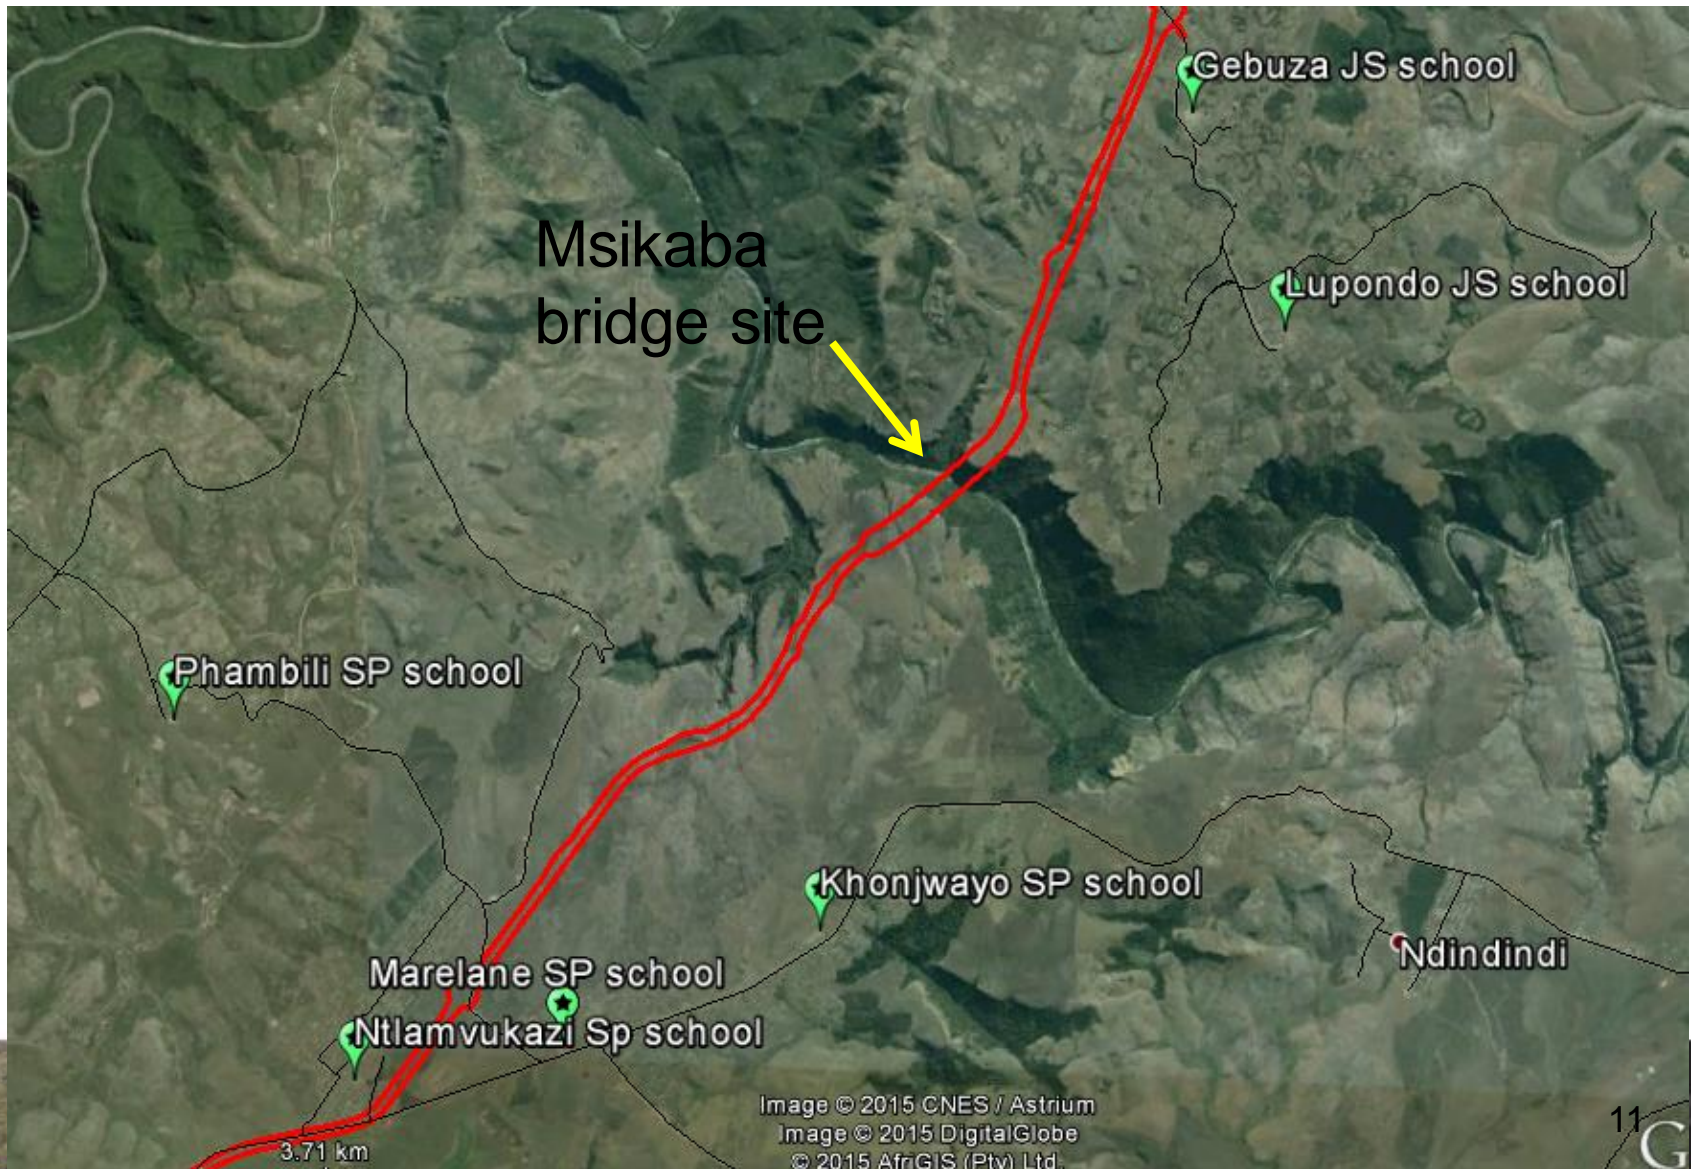 Gebuza JS school
Msikaba
bridge site
Lupondo JS school
Phambili SP school
Khonjwayo SP school
Ndindindi
Marelane SP school
Ntlamvukazi Sp school
Image © 2015 CNES / Astrium
Image © 2015 DigitalGlobe
© 2015 AfriGIS (Pty) Ltd.
3.71 km
11
G